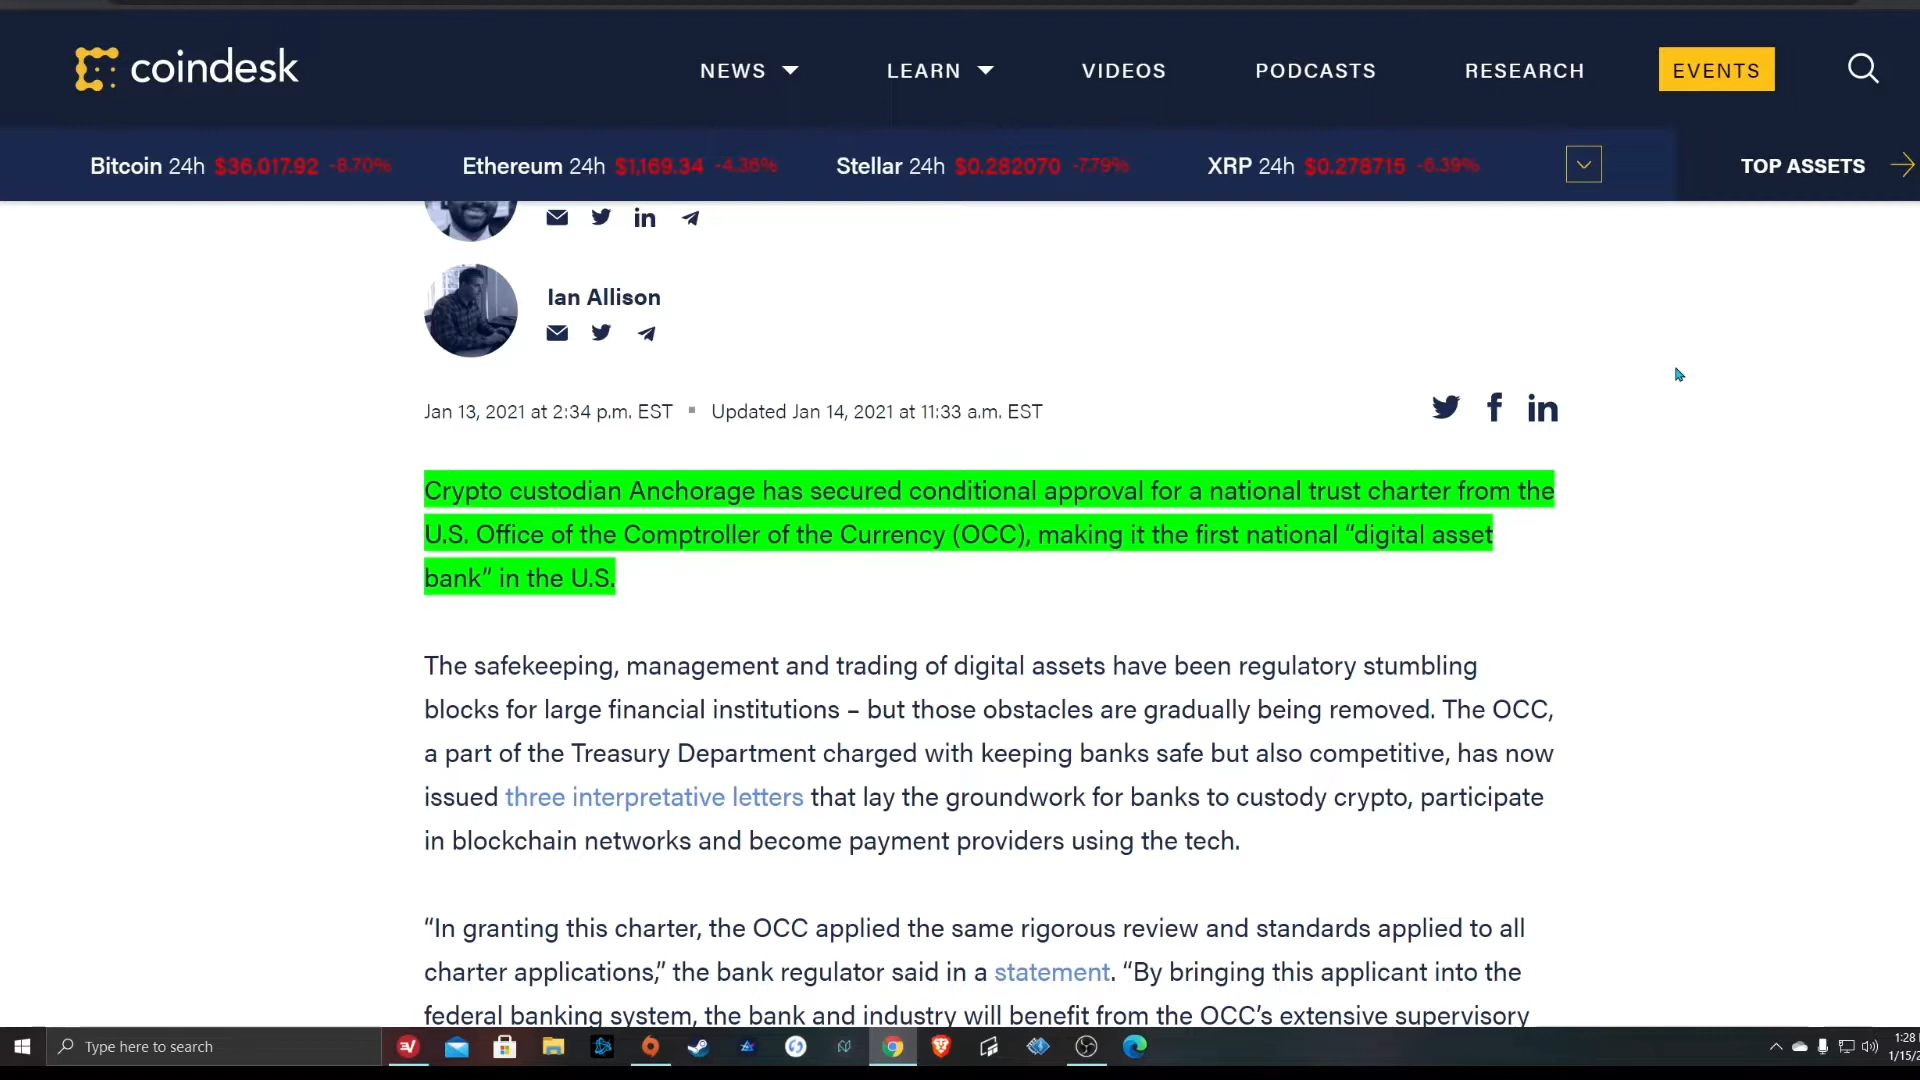 coindesk
NEWS
LEARN
VIDEOS
PODCASTS
RESEARCH
EVENTS
Bitcoin 24h $36,017.92 -8.70%
Ethereum 24h $1,169.34 -4.36%
Stellar 24h $0.282070 -7.79%
XRP 24h $0.278715 -6.39%
TOP ASSETS
Ian Allison
Jan 13, 2021 at 2:34 p.m. EST ▪ Updated Jan 14, 2021 at 11:33 a.m. EST
Crypto custodian Anchorage has secured conditional approval for a national trust charter from the
U.S. Office of the Comptroller of the Currency (OCC), making it the first national “digital asset
bank” in the U.S.
The safekeeping, management and trading of digital assets have been regulatory stumbling
blocks for large financial institutions – but those obstacles are gradually being removed. The OCC,
a part of the Treasury Department charged with keeping banks safe but also competitive, has now
issued three interpretative letters that lay the groundwork for banks to custody crypto, participate
in blockchain networks and become payment providers using the tech.
“In granting this charter, the OCC applied the same rigorous review and standards applied to all
charter applications,” the bank regulator said in a statement. “By bringing this applicant into the
federal banking system, the bank and industry will benefit from the OCC’s extensive supervisory
Type here to search
1:28
1/15/2